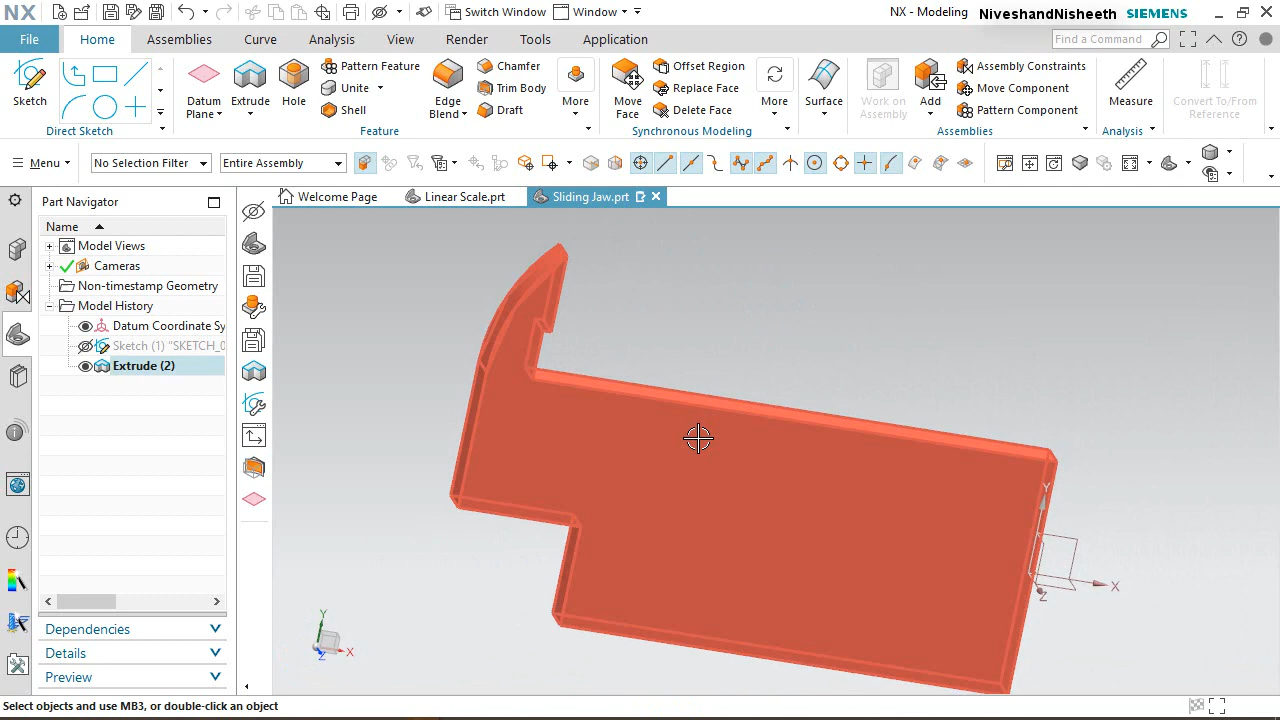 NX
Switch Window
Window
NX - Modeling
NiveshandNisheeth
SIEMENS
File
Home
Assemblies
Curve
Analysis
View
Render
Tools
Application
Find a Command
Sketch
Direct Sketch
Datum
Plane
Extrude
Hole
Pattern Feature
Unite
Shell
Edge
Blend
Chamfer
Trim Body
Draft
More
Feature
Move
Face
Offset Region
Replace Face
Delete Face
More
Synchronous Modeling
Surface
Work on
Assembly
Add
Assembly Constraints
Move Component
Pattern Component
Assemblies
Measure
Analysis
Convert To/From
Reference
Menu
No Selection Filter
Entire Assembly
Part Navigator
Welcome Page
Linear Scale.prt
Sliding Jaw.prt
Name
Model Views
Cameras
Non-timestamp Geometry
Model History
Datum Coordinate Sy
Sketch (1) "SKETCH_0
Extrude (2)
Y
X
Z
Y
X
Z
Dependencies
Details
Preview
Select objects and use MB3, or double-click an object